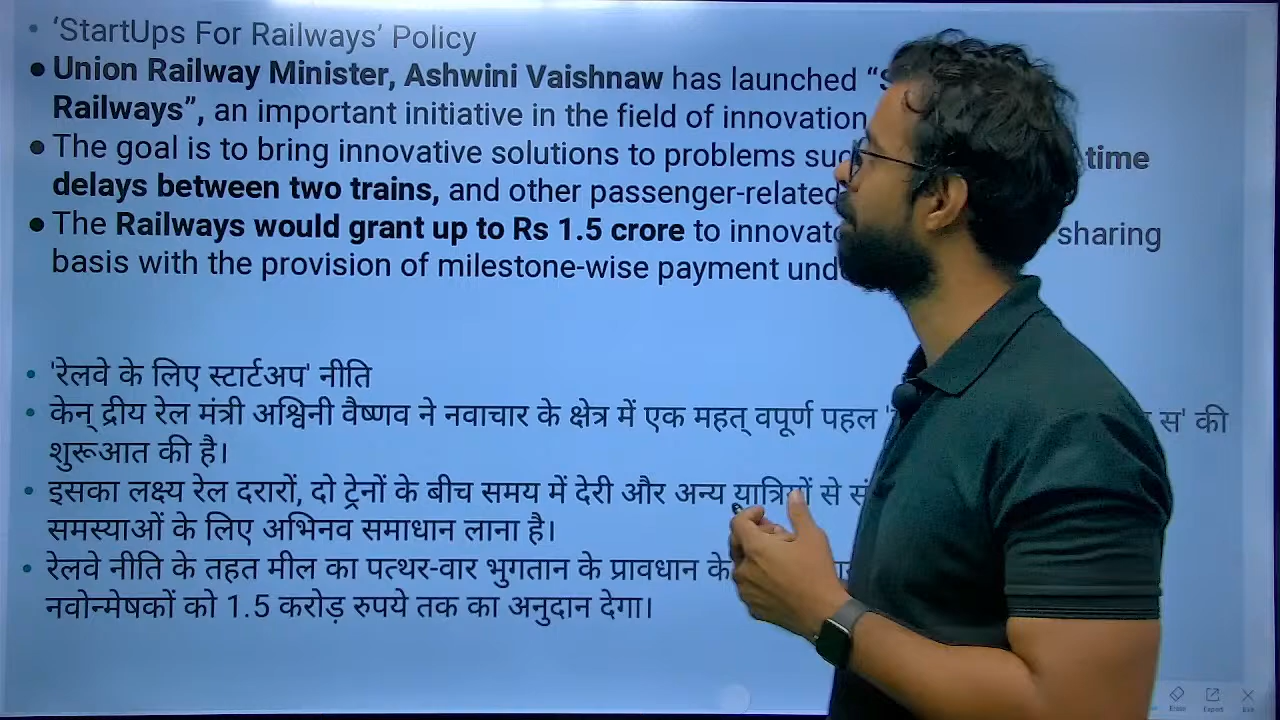 ‘StartUps For Railways’ Policy
Union Railway Minister, Ashwini Vaishnaw has launched “
Railways”, an important initiative in the field of innovation
The goal is to bring innovative solutions to problems time
delays between two trains, and other passenger-related
The Railways would grant up to Rs 1.5 crore to sharing
basis with the provision of milestone-wise payment
'रेलवे के लिए स्टार्टअप' नीति
केन् द्रीय रेल मंत्री अश्विनी वैष्णव ने नवाचार के क्षेत्र में एक महत् वपूर्ण पहल ' स' की
शुरूआत की है।
इसका लक्ष्य रेल दरारों, दो ट्रेनों के बीच समय में देरी और अन्य यात्रियों से
समस्याओं के लिए अभिनव समाधान लाना है।
रेलवे नीति के तहत मील का पत्थर-वार भुगतान के प्रावधान के
नवोन्मेषकों को 1.5 करोड़ रुपये तक का अनुदान देगा।
Erase Export Exit